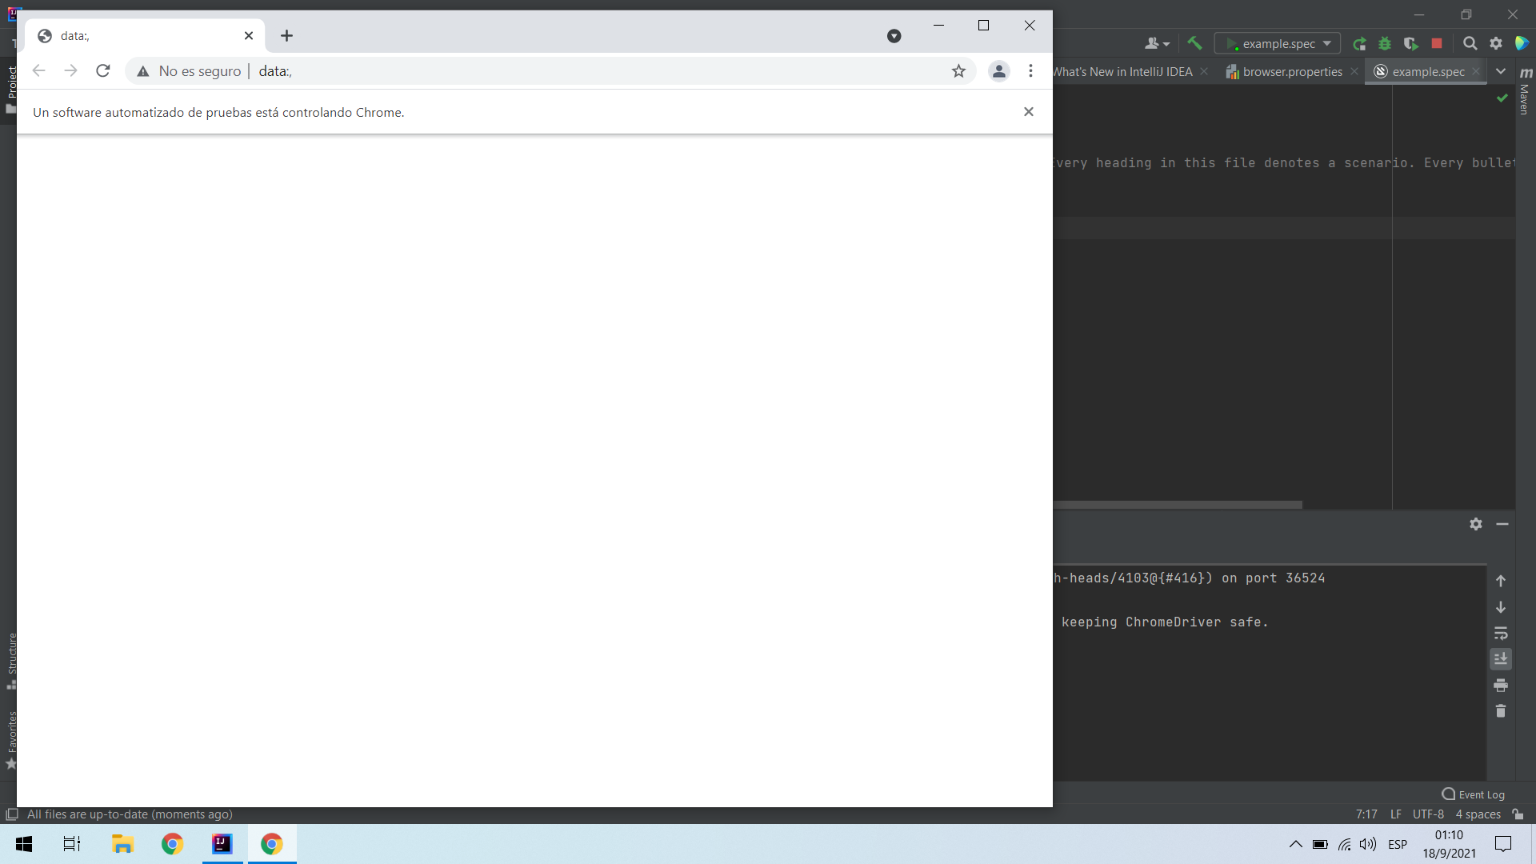 data:,
No es seguro
data:,
Un software automatizado de pruebas está controlando Chrome.
example.spec
What's New in IntelliJ IDEA
browser.properties
example.spec
Every heading in this file denotes a scenario. Every bullet
h-heads/4103@{#416}) on port 36524
keeping ChromeDriver safe.
Project
Structure
Favorites
Maven
Event Log
All files are up-to-date (moments ago)
7:17 LF UTF-8 4 spaces
ESP
01:10
18/9/2021